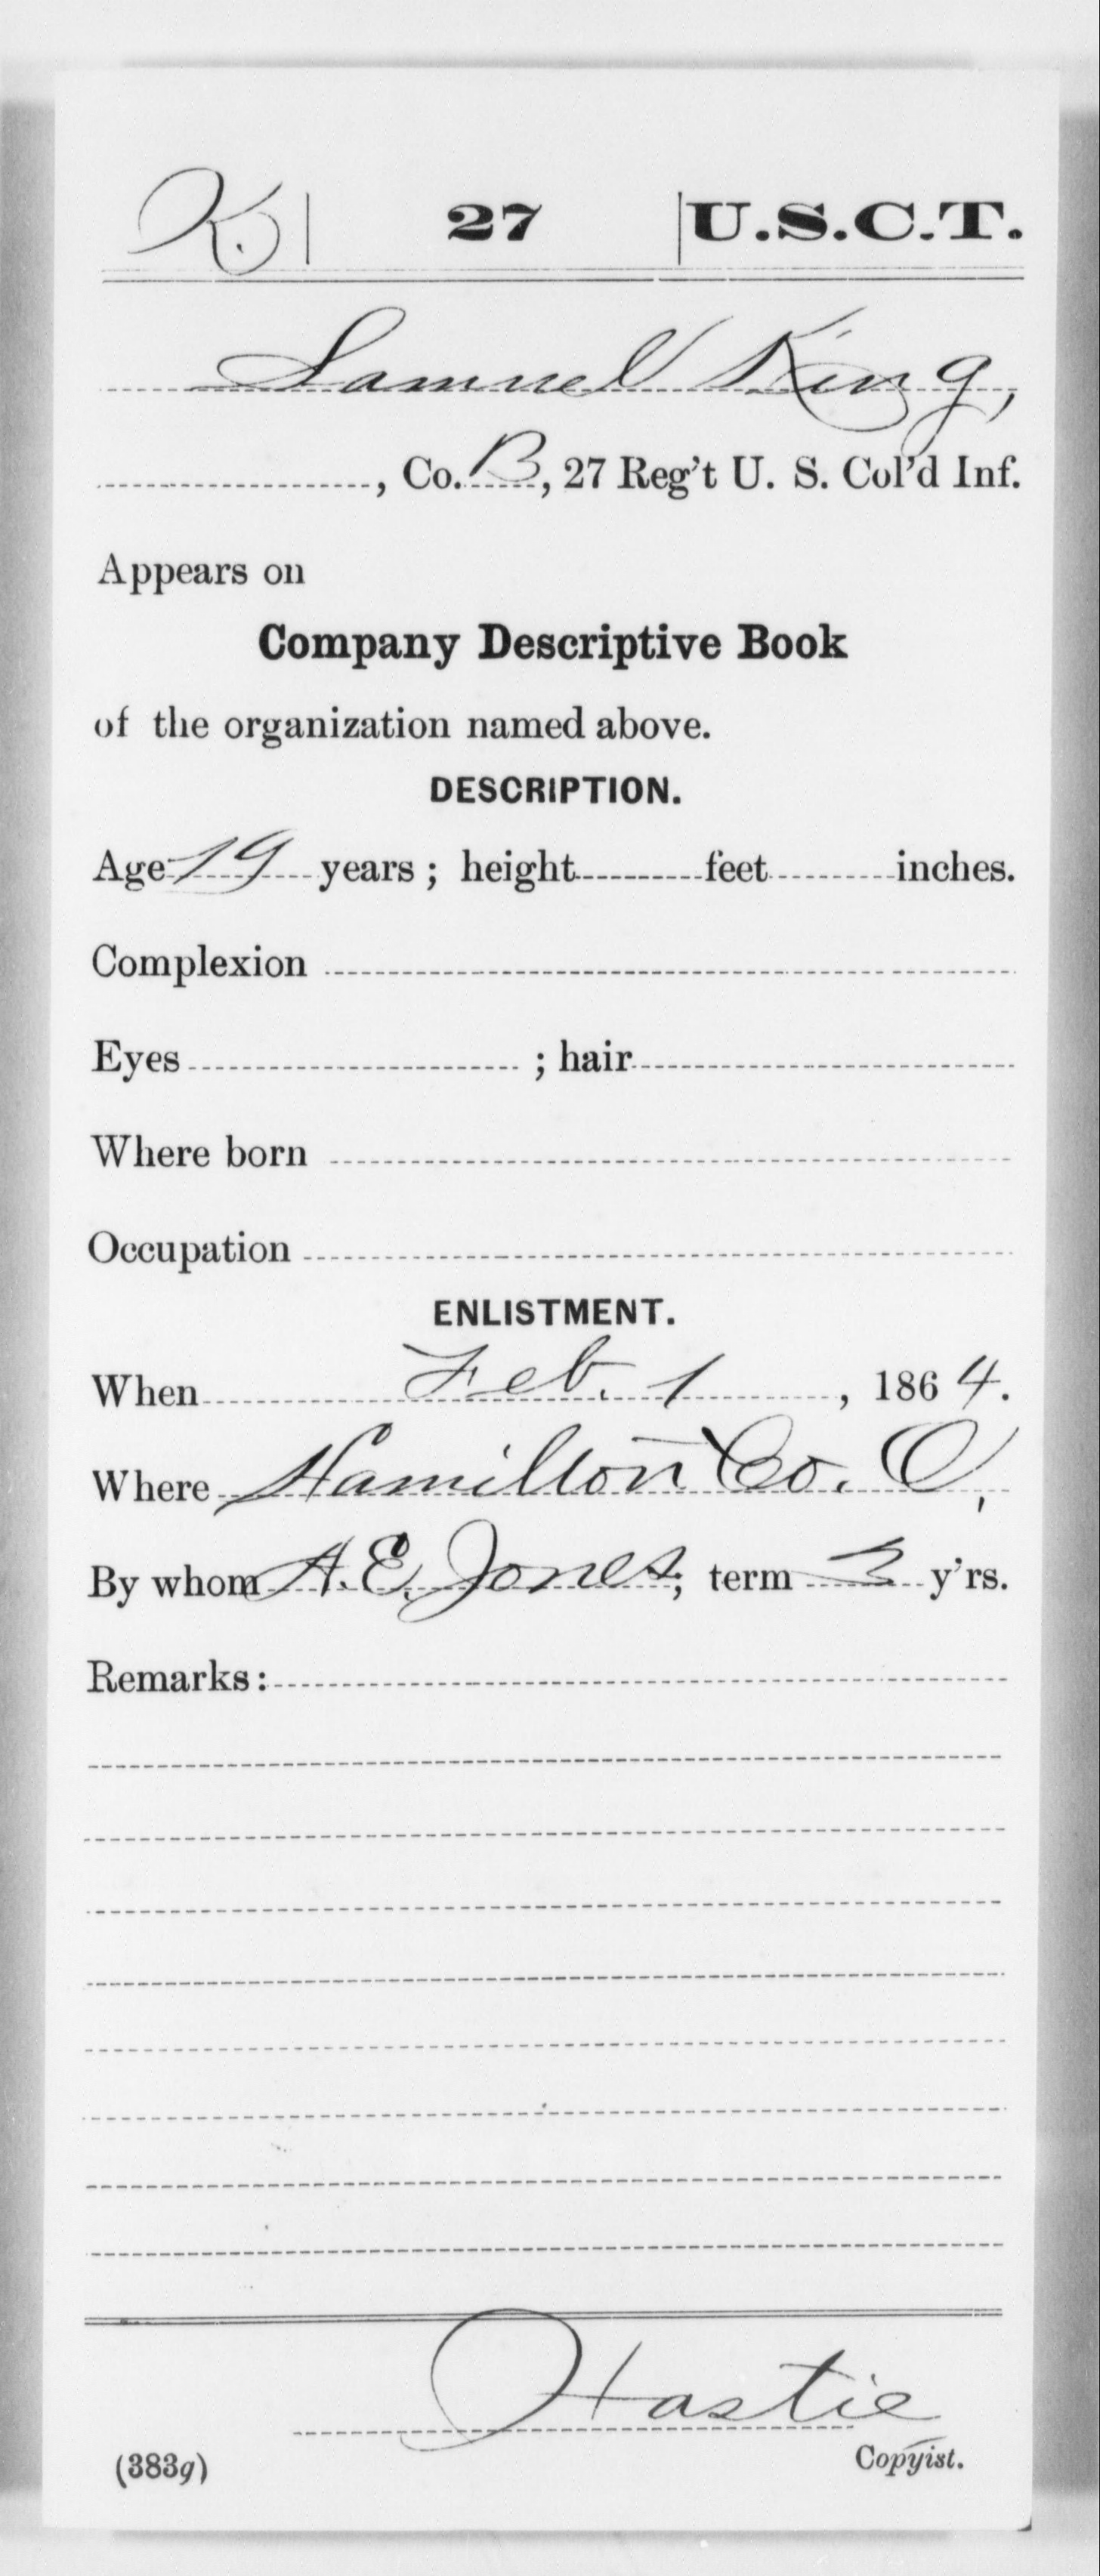 K. | 27 | U.S.C.T.
Samuel King,
, Co. B, 27 Reg't U. S. Col'd Inf.
Appears on
Company Descriptive Book
of the organization named above.
DESCRIPTION.
Age 19 years; height feet inches.
Complexion
Eyes ; hair
Where born
Occupation
ENLISTMENT.
When Feb. 1, 1864.
Where Hamilton Co. O,
By whom A. E. Jones; term 3 y'rs.
Remarks:
Hastie
(383g) Copyist.